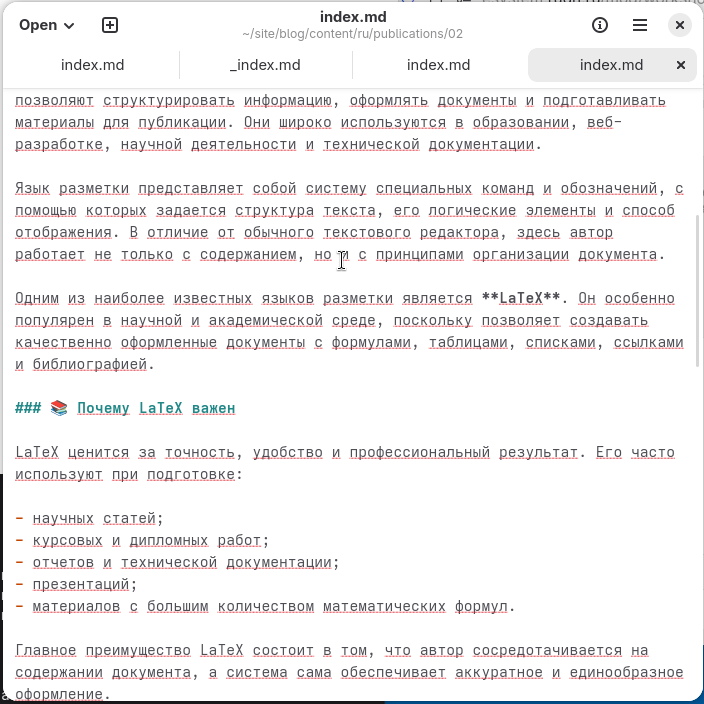 Open
index.md
~/site/blog/content/ru/publications/02
index.md
_index.md
index.md
index.md
позволяют структурировать информацию, оформлять документы и подготавливать
материалы для публикации. Они широко используются в образовании, веб-
разработке, научной деятельности и технической документации.
Язык разметки представляет собой систему специальных команд и обозначений, с
помощью которых задается структура текста, его логические элементы и способ
отображения. В отличие от обычного текстового редактора, здесь автор
работает не только с содержанием, но и с принципами организации документа.
Одним из наиболее известных языков разметки является **LaTeX**. Он особенно
популярен в научной и академической среде, поскольку позволяет создавать
качественно оформленные документы с формулами, таблицами, списками, ссылками
и библиографией.
### 📚 Почему LaTeX важен
LaTeX ценится за точность, удобство и профессиональный результат. Его часто
используют при подготовке:
- научных статей;
- курсовых и дипломных работ;
- отчетов и технической документации;
- презентаций;
- материалов с большим количеством математических формул.
Главное преимущество LaTeX состоит в том, что автор сосредотачивается на
содержании документа, а система сама обеспечивает аккуратное и единообразное
оформление.